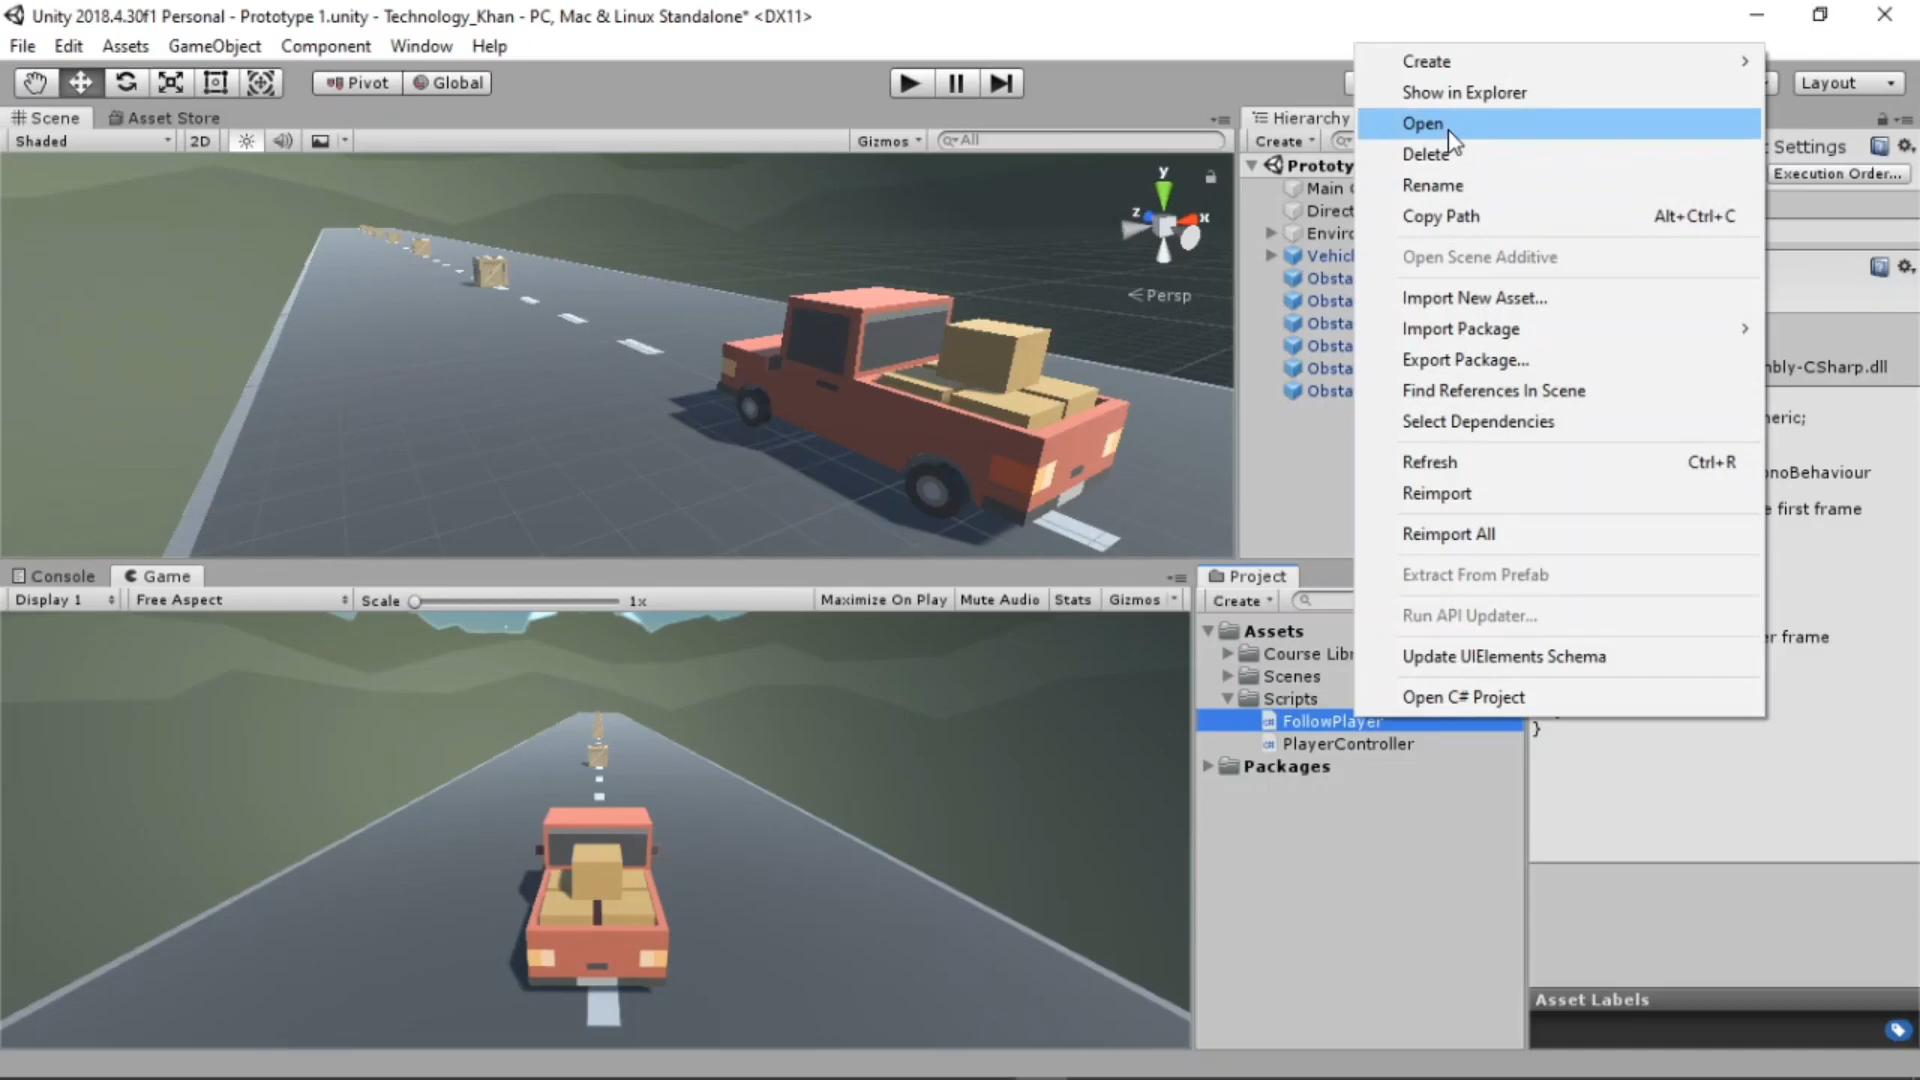 Unity 2018.4.30f1 Personal - Prototype 1.unity - Technology_Khan - PC, Mac & Linux Standalone* <DX11>
File Edit Assets GameObject Component Window Help
Pivot Global
Layout
Scene Asset Store
Shaded 2D Gizmos All
y
z
x
Persp
Hierarchy
Create
Prototy
Main
Direct
Enviro
Vehicl
Obsta
Obsta
Obsta
Obsta
Obsta
Obsta
Create
Show in Explorer
Open
Delete
Rename
Copy Path Alt+Ctrl+C
Open Scene Additive
Import New Asset...
Import Package
Export Package...
Find References In Scene
Select Dependencies
Refresh Ctrl+R
Reimport
Reimport All
Extract From Prefab
Run API Updater...
Update UIElements Schema
Open C# Project
Settings
Execution Order...
mbly-CSharp.dll
neric;
onoBehaviour
e first frame
er frame
}
Console Game
Display 1 Free Aspect Scale 1x Maximize On Play Mute Audio Stats Gizmos
Project
Create
Assets
Course Libr
Scenes
Scripts
FollowPlayer
PlayerController
Packages
Asset Labels